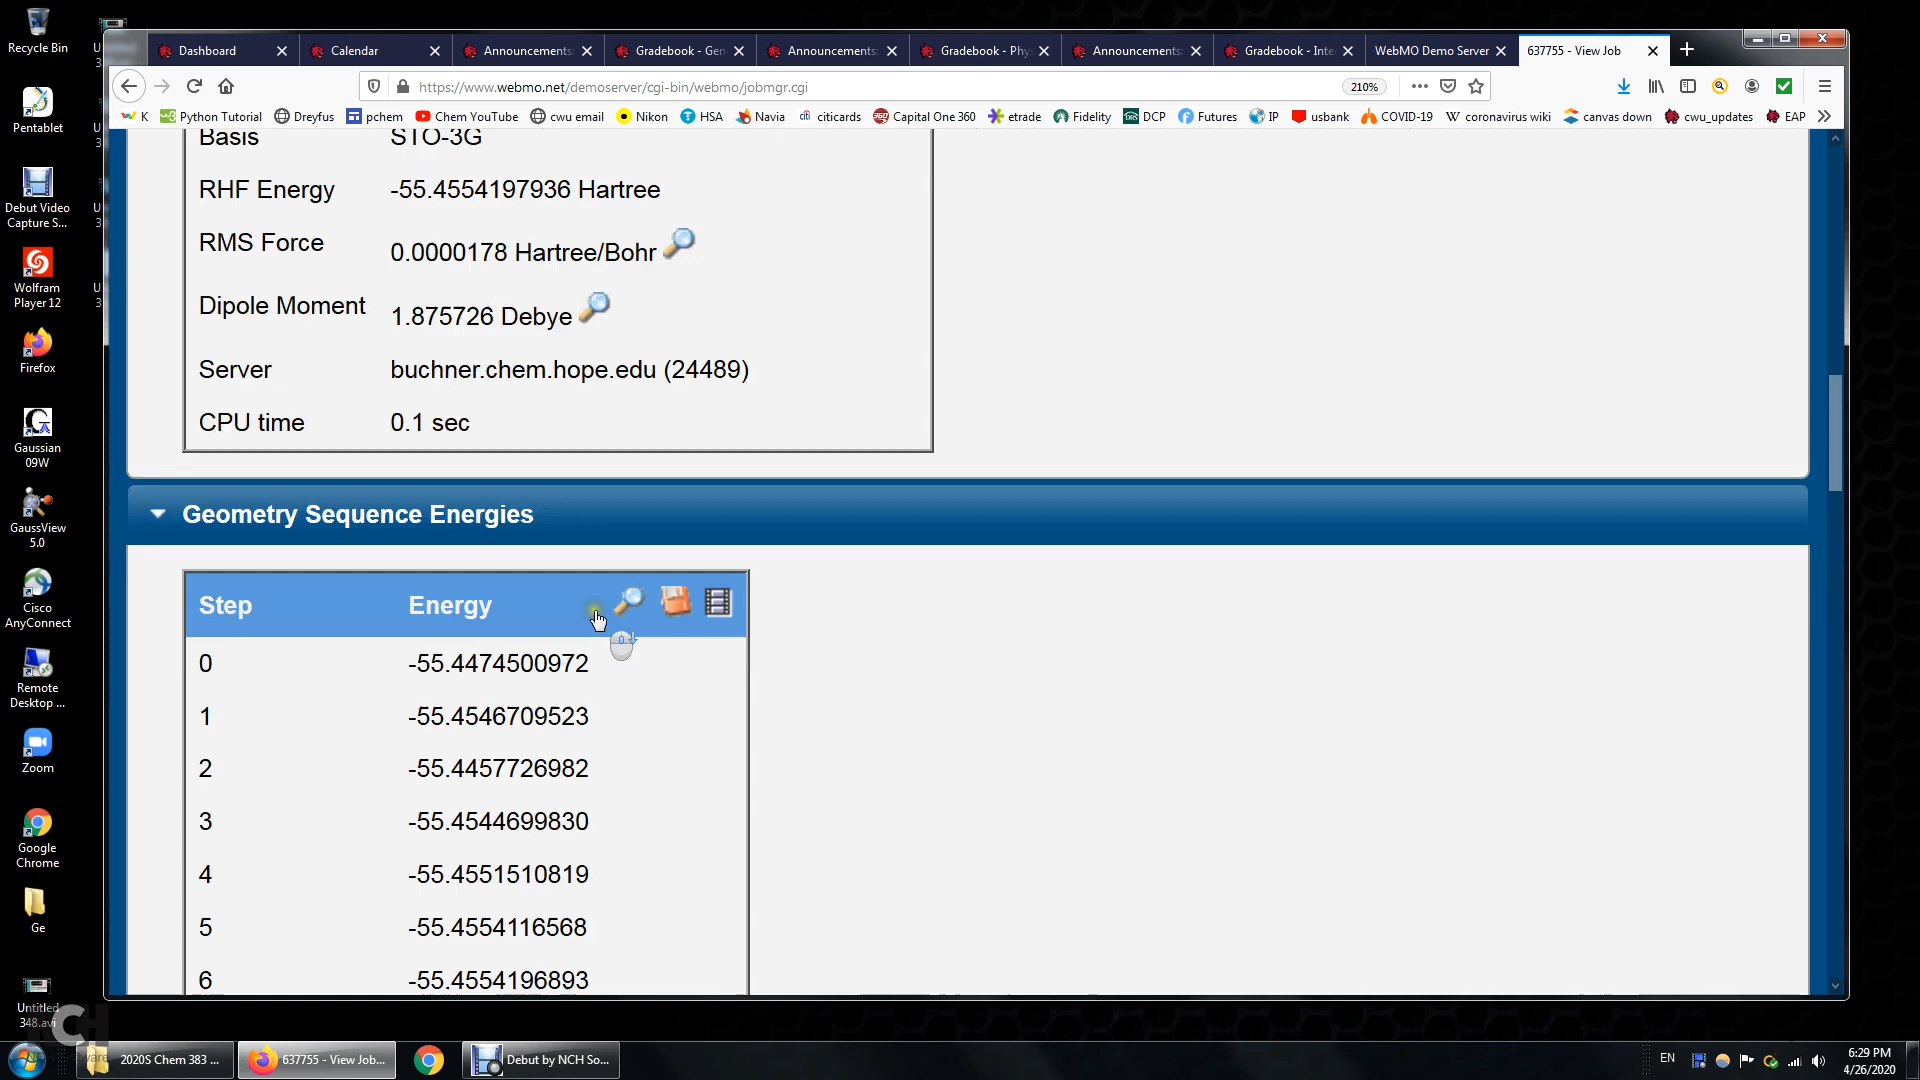 Recycle Bin
Pentablet
Debut Video
Capture S...
Wolfram
Player 12
Firefox
Gaussian
09W
GaussView
5.0
Cisco
AnyConnect
Remote
Desktop ...
Zoom
Google
Chrome
Ge
Untitled
348.avi
Dashboard
Calendar
Announcements:
Gradebook - Gen
Announcements:
Gradebook - Phy
Announcements:
Gradebook - Inte
WebMO Demo Server
637755 - View Job
https://www.webmo.net/demoserver/cgi-bin/webmo/jobmgr.cgi
210%
K
Python Tutorial
Dreyfus
pchem
Chem YouTube
cwu email
Nikon
HSA
Navia
citicards
Capital One 360
etrade
Fidelity
DCP
Futures
IP
usbank
COVID-19
coronavirus wiki
canvas down
cwu_updates
EAP
Basis STO-3G
RHF Energy -55.4554197936 Hartree
RMS Force 0.0000178 Hartree/Bohr
Dipole Moment 1.875726 Debye
Server buchner.chem.hope.edu (24489)
CPU time 0.1 sec
Geometry Sequence Energies
Step Energy
0 -55.4474500972
1 -55.4546709523
2 -55.4457726982
3 -55.4544699830
4 -55.4551510819
5 -55.4554116568
6 -55.4554196893
2020S Chem 383 ...
637755 - View Job...
Debut by NCH So...
EN
6:29 PM
4/26/2020